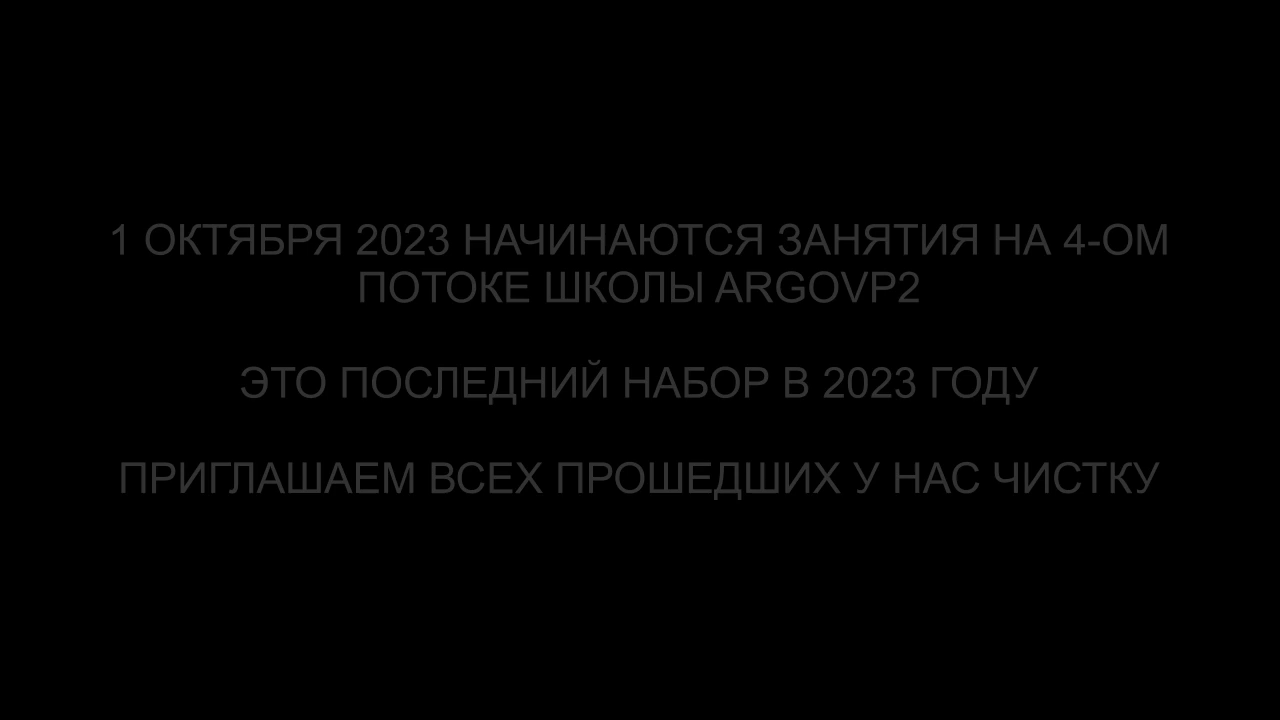 1 ОКТЯБРЯ 2023 НАЧИНАЮТСЯ ЗАНЯТИЯ НА 4-ОМ
ПОТОКЕ ШКОЛЫ ARGOVP2
ЭТО ПОСЛЕДНИЙ НАБОР В 2023 ГОДУ
ПРИГЛАШАЕМ ВСЕХ ПРОШЕДШИХ У НАС ЧИСТКУ